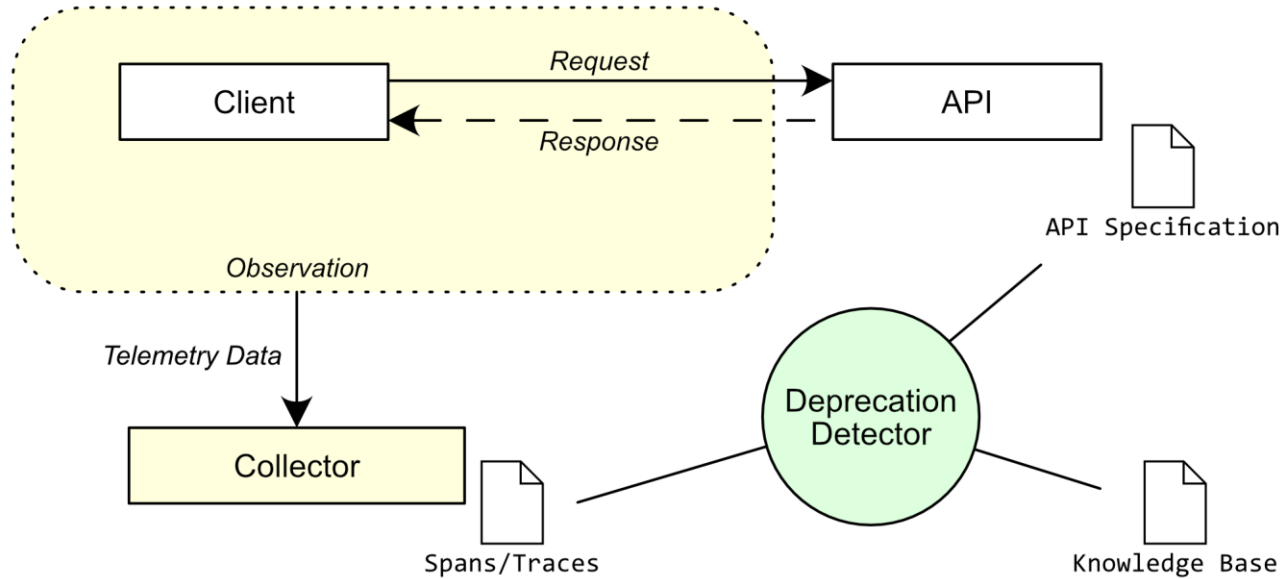 Request
Client
API
Response
API Specification
Observation
Telemetry Data
Deprecation
Detector
Collector
Spans/Traces
Knowledge Base